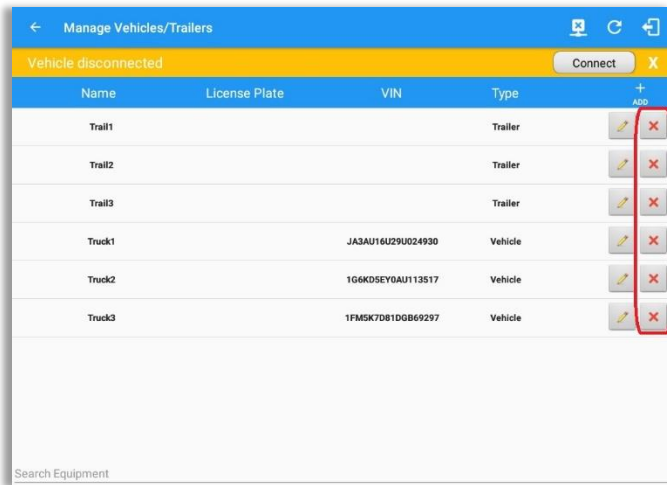 Manage Vehicles/Trailers
Vehicle disconnected Connect X
Name License Plate VIN Type + ADD
Trail1 Trailer
Trail2 Trailer
Trail3 Trailer
Truck1 JA3AU16U29U024930 Vehicle
Truck2 1G6KD5EY0AU113517 Vehicle
Truck3 1FM5K7D81DGB69297 Vehicle
Search Equipment